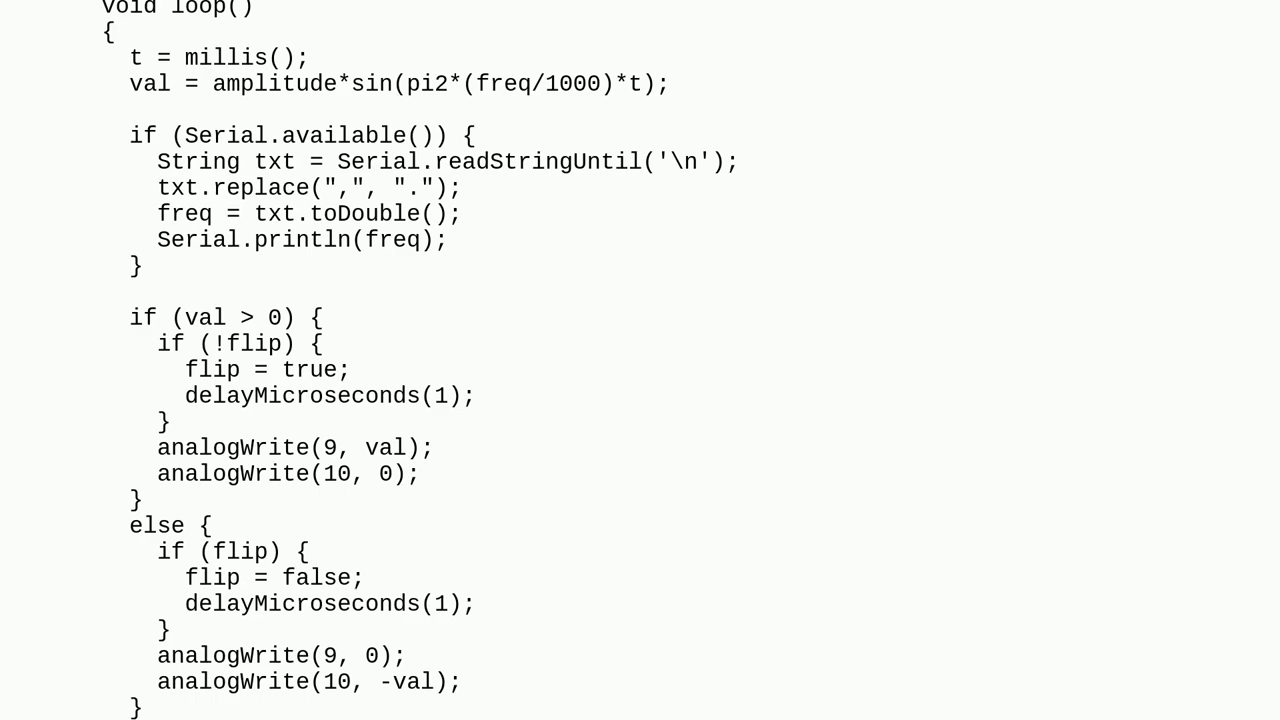 void loop()
{
  t = millis();
  val = amplitude*sin(pi2*(freq/1000)*t);

  if (Serial.available()) {
    String txt = Serial.readStringUntil('\n');
    txt.replace(",", ".");
    freq = txt.toDouble();
    Serial.println(freq);
  }

  if (val > 0) {
    if (!flip) {
      flip = true;
      delayMicroseconds(1);
    }
    analogWrite(9, val);
    analogWrite(10, 0);
  }
  else {
    if (flip) {
      flip = false;
      delayMicroseconds(1);
    }
    analogWrite(9, 0);
    analogWrite(10, -val);
  }